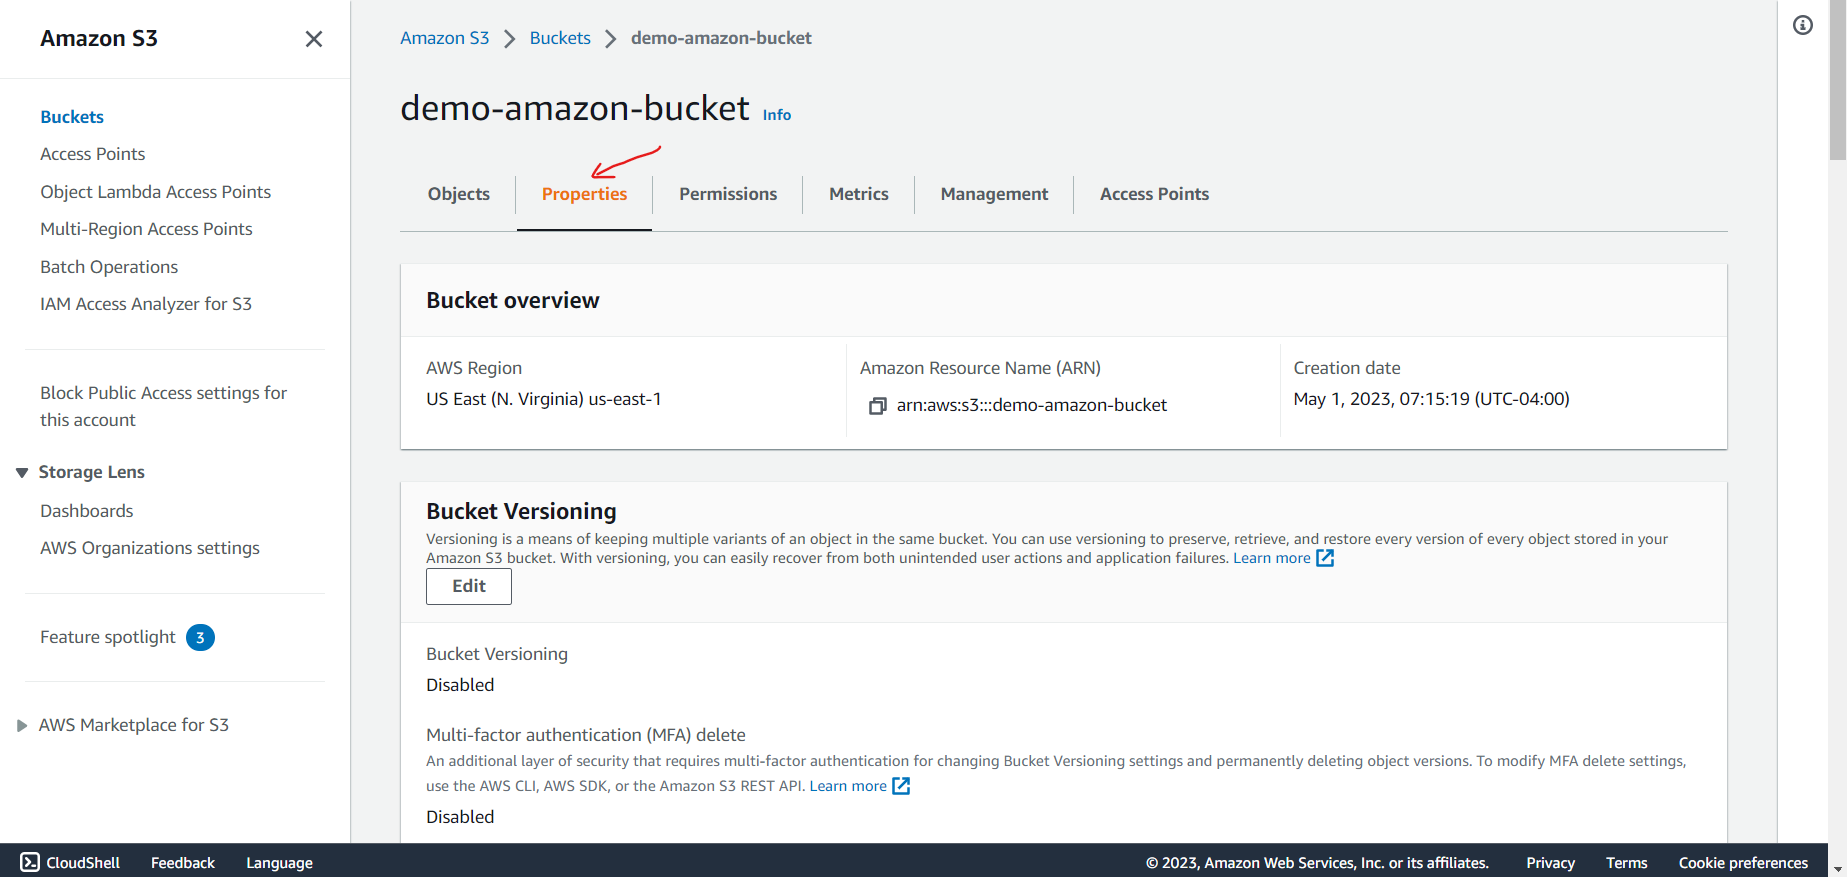 Amazon S3
Buckets
Access Points
Object Lambda Access Points
Multi-Region Access Points
Batch Operations
IAM Access Analyzer for S3
Block Public Access settings for
this account
Storage Lens
Dashboards
AWS Organizations settings
Feature spotlight 3
AWS Marketplace for S3
Amazon S3 Buckets demo-amazon-bucket
demo-amazon-bucket Info
Objects Properties Permissions Metrics Management Access Points
Bucket overview
AWS Region
US East (N. Virginia) us-east-1
Amazon Resource Name (ARN)
arn:aws:s3:::demo-amazon-bucket
Creation date
May 1, 2023, 07:15:19 (UTC-04:00)
Bucket Versioning
Versioning is a means of keeping multiple variants of an object in the same bucket. You can use versioning to preserve, retrieve, and restore every version of every object stored in your
Amazon S3 bucket. With versioning, you can easily recover from both unintended user actions and application failures. Learn more
Edit
Bucket Versioning
Disabled
Multi-factor authentication (MFA) delete
An additional layer of security that requires multi-factor authentication for changing Bucket Versioning settings and permanently deleting object versions. To modify MFA delete settings,
use the AWS CLI, AWS SDK, or the Amazon S3 REST API. Learn more
Disabled
CloudShell Feedback Language © 2023, Amazon Web Services, Inc. or its affiliates. Privacy Terms Cookie preferences